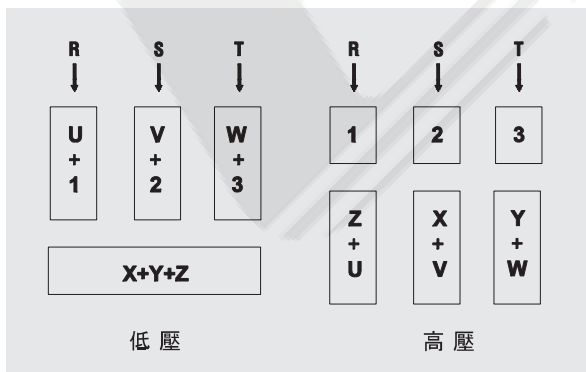 R S T R S T
U + 1 V + 2 W + 3 1 2 3
Z + U X + V Y + W
X+Y+Z
低壓 高壓